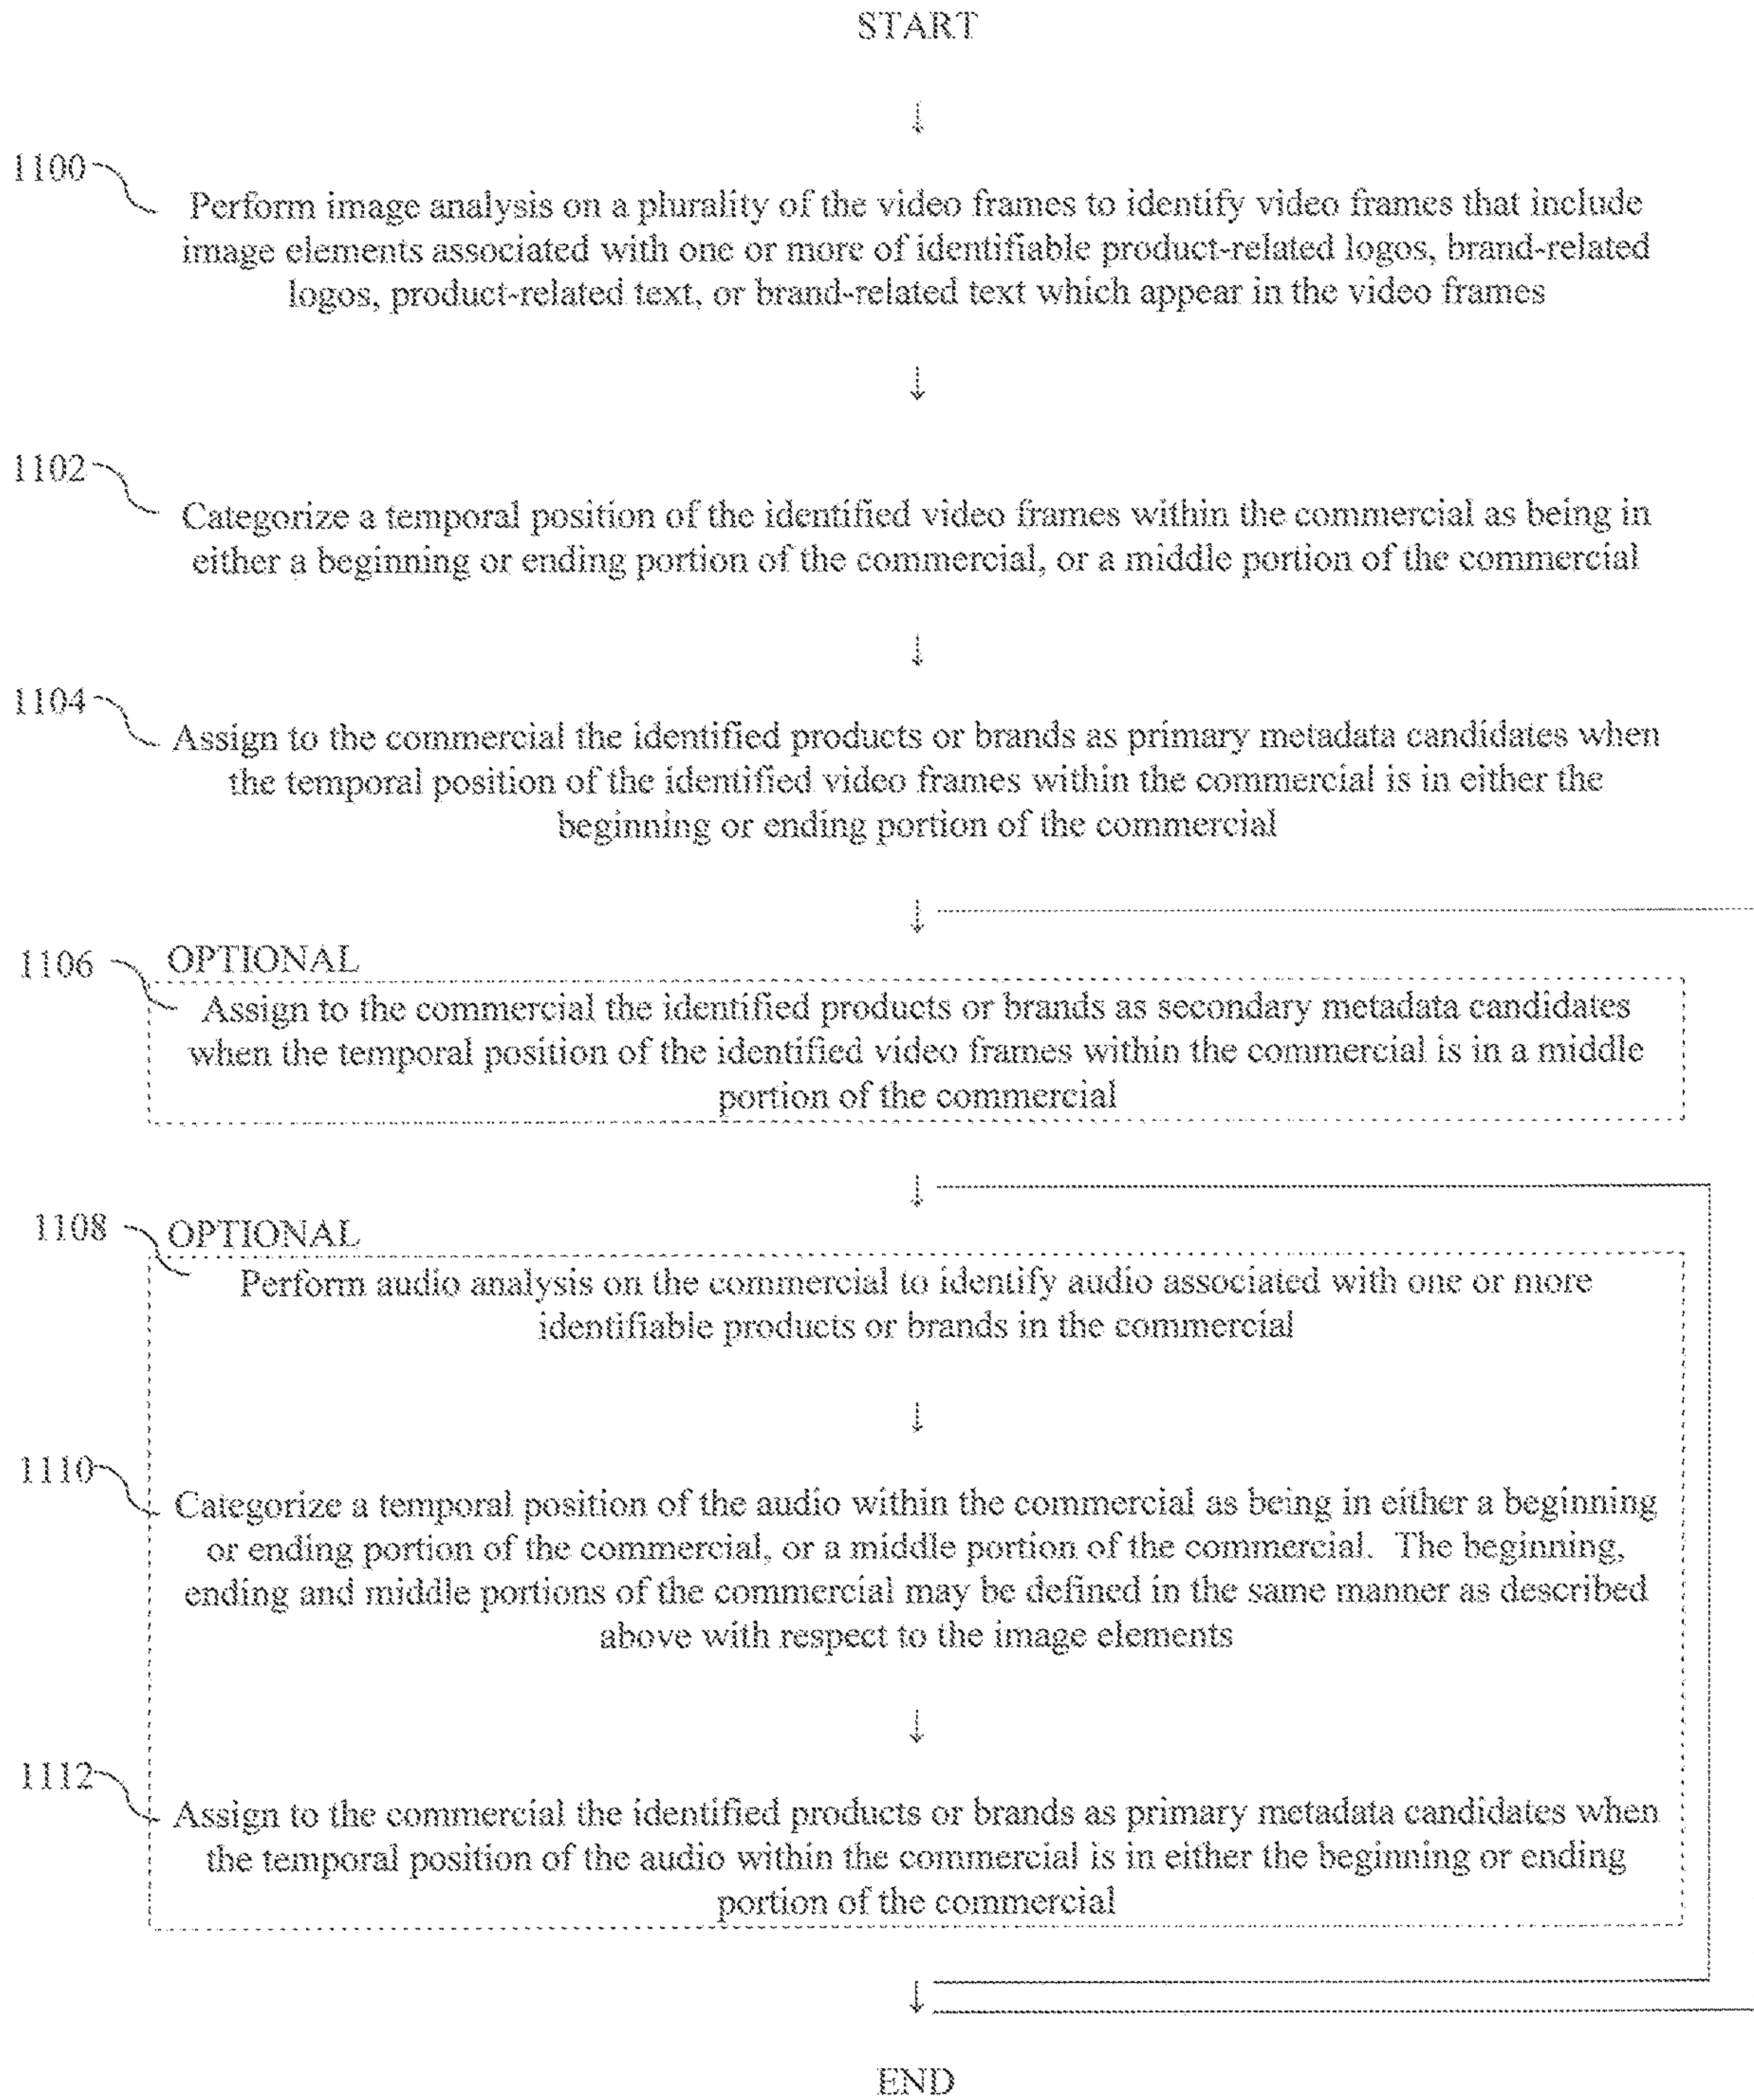 START
1100
Perform image analysis on a plurality of the video frames to identify video frames that include
image elements associated with one or more of identifiable product-related logos, brand-related
logos, product-related text, or brand-related text which appear in the video frames
1102
Categorize a temporal position of the identified video frames within the commercial as being in
either a beginning or ending portion of the commercial, or a middle portion of the commercial
1104
Assign to the commercial the identified products or brands as primary metadata candidates when
the temporal position of the identified video frames within the commercial is in either the
beginning or ending portion of the commercial
1106
OPTIONAL
Assign to the commercial the identified products or brands as secondary metadata candidates
when the temporal position of the identified video frames within the commercial is in a middle
portion of the commercial
1108
OPTIONAL
Perform audio analysis on the commercial to identify audio associated with one or more
identifiable products or brands in the commercial
1110
Categorize a temporal position of the audio within the commercial as being in either a beginning
or ending portion of the commercial, or a middle portion of the commercial. The beginning,
ending and middle portions of the commercial may be defined in the same manner as described
above with respect to the image elements
1112
Assign to the commercial the identified products or brands as primary metadata candidates when
the temporal position of the audio within the commercial is in either the beginning or ending
portion of the commercial
END